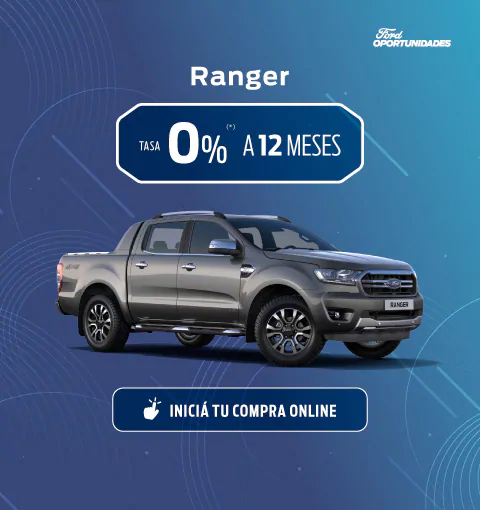 Ford
OPORTUNIDADES
Ranger
TASA 0% (*) A 12 MESES
RANGER
INICIÁ TU COMPRA ONLINE